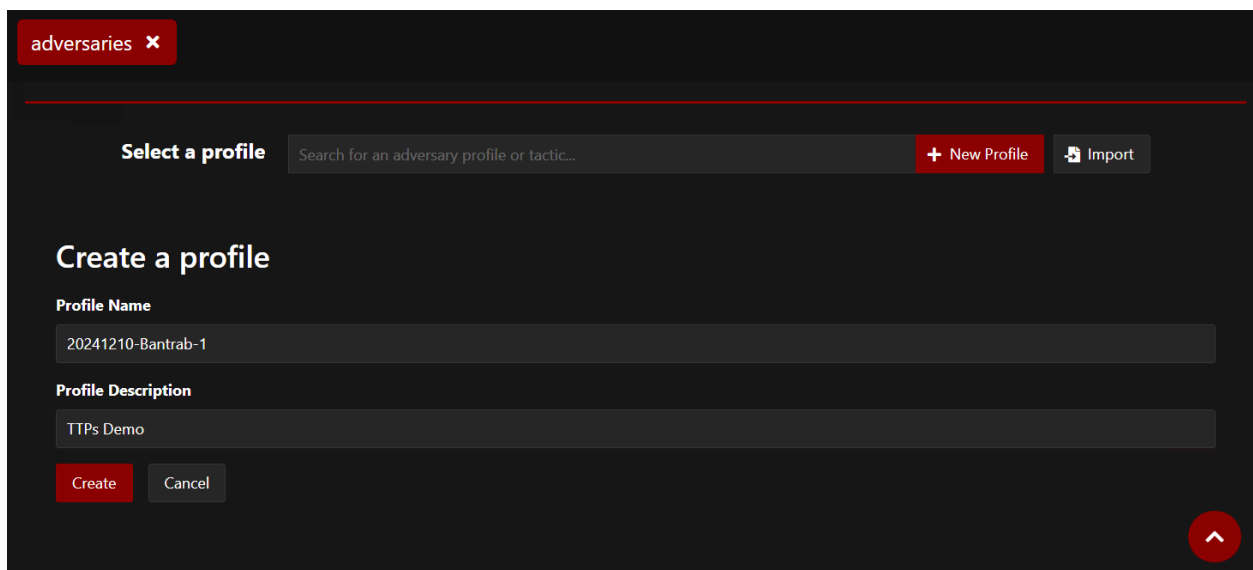 adversaries
Select a profile Search for an adversary profile or tactic... New Profile Import
Create a profile
Profile Name
20241210-Bantrab-1
Profile Description
TTPs Demo
Create Cancel